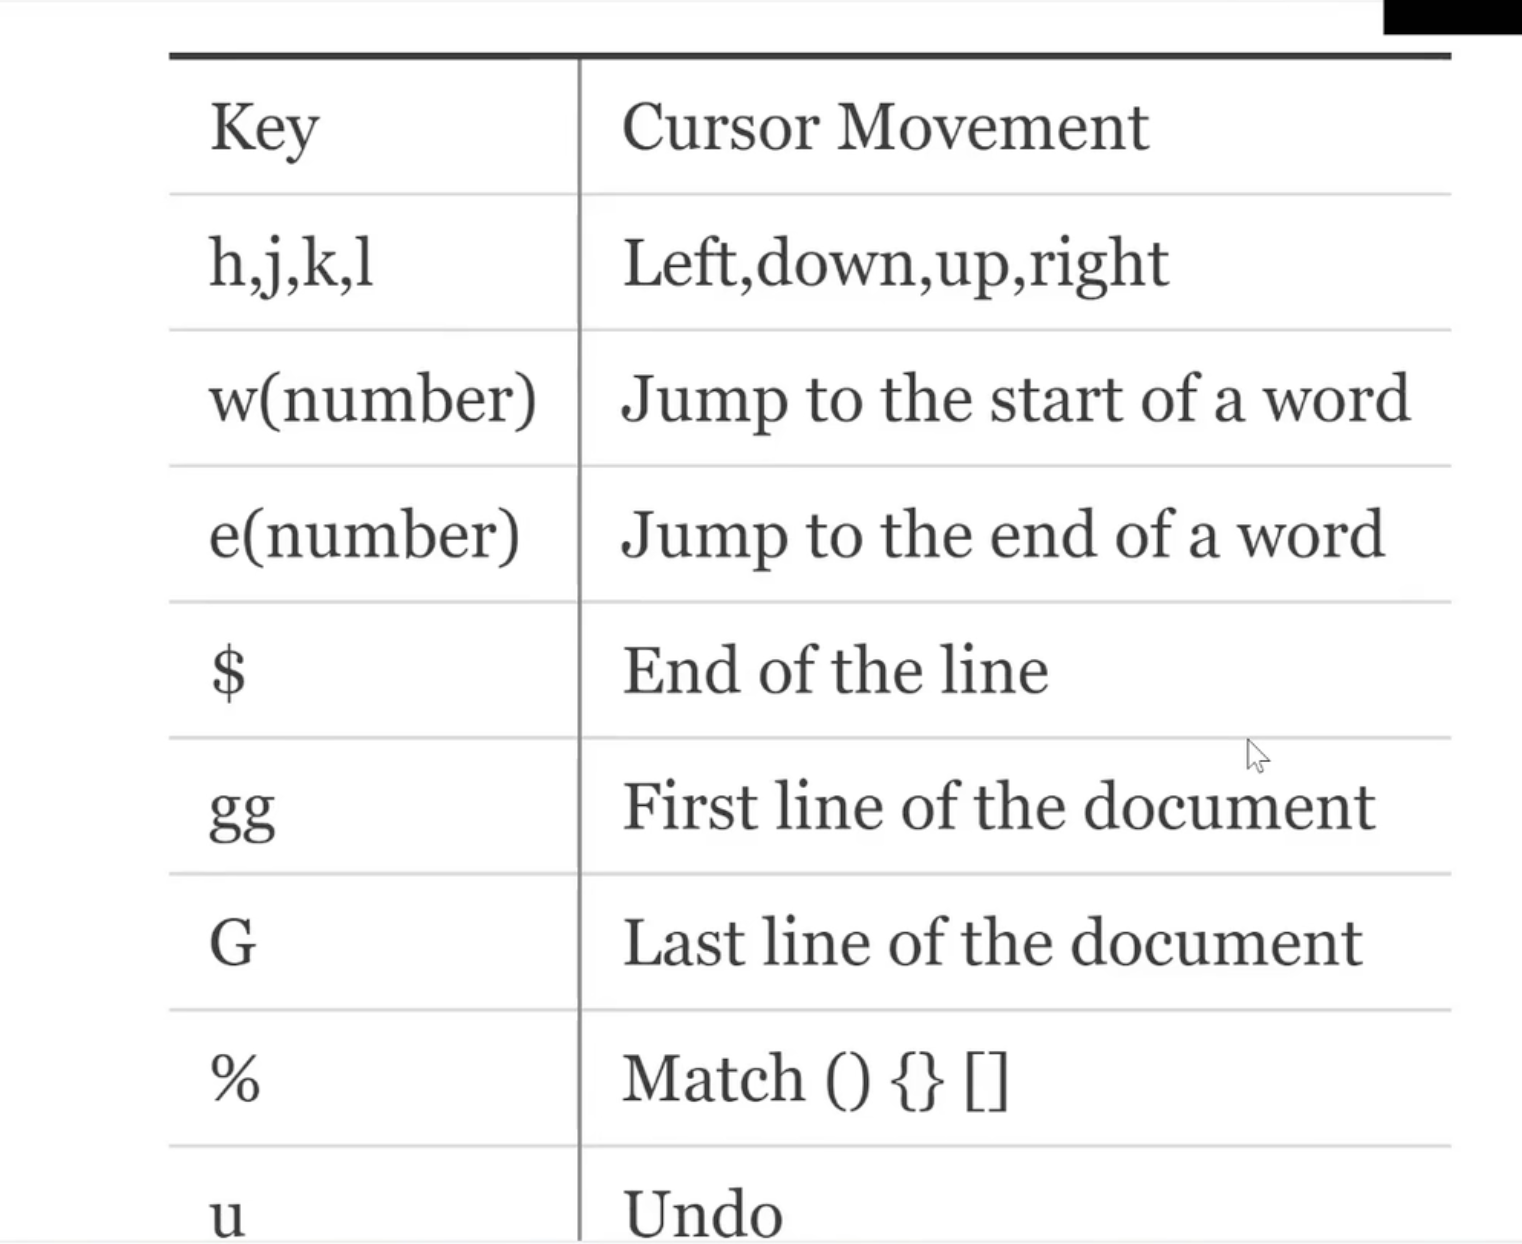 Key Cursor Movement
h,j,k,l Left,down,up,right
w(number) Jump to the start of a word
e(number) Jump to the end of a word
$ End of the line
gg First line of the document
G Last line of the document
% Match () {} []
u Undo